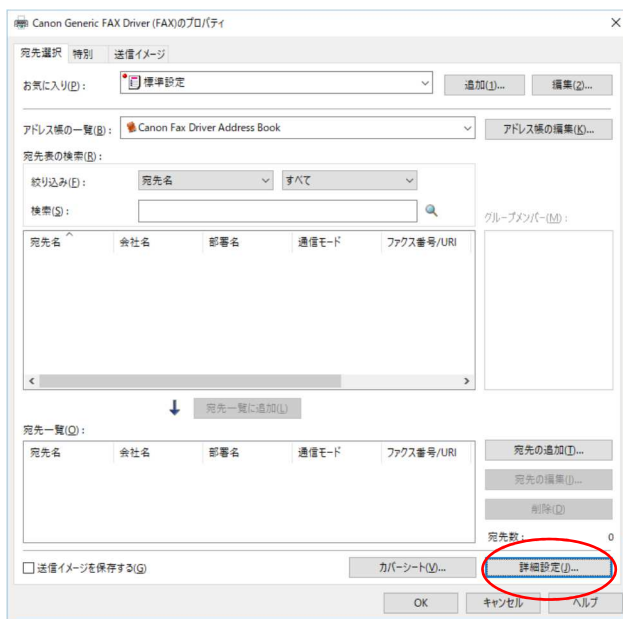 Canon Generic FAX Driver (FAX)のプロパティ
宛先選択 特別 送信イメージ
お気に入り(P): 標準設定 追加(1)... 編集(2)...
アドレス帳の一覧(B): Canon Fax Driver Address Book アドレス帳の編集(K)...
宛先表の検索(R):
絞り込み(F): 宛先名 すべて
検索(S):
グループメンバー(M):
宛先名 会社名 部署名 通信モード ファクス番号/URI
宛先一覧に追加(L)
宛先一覧(O):
宛先名 会社名 部署名 通信モード ファクス番号/URI
宛先の追加(T)...
宛先の編集(I)...
削除(D)
宛先数: 0
送信イメージを保存する(G) カバーシート(V)... 詳細設定(J)...
OK キャンセル ヘルプ